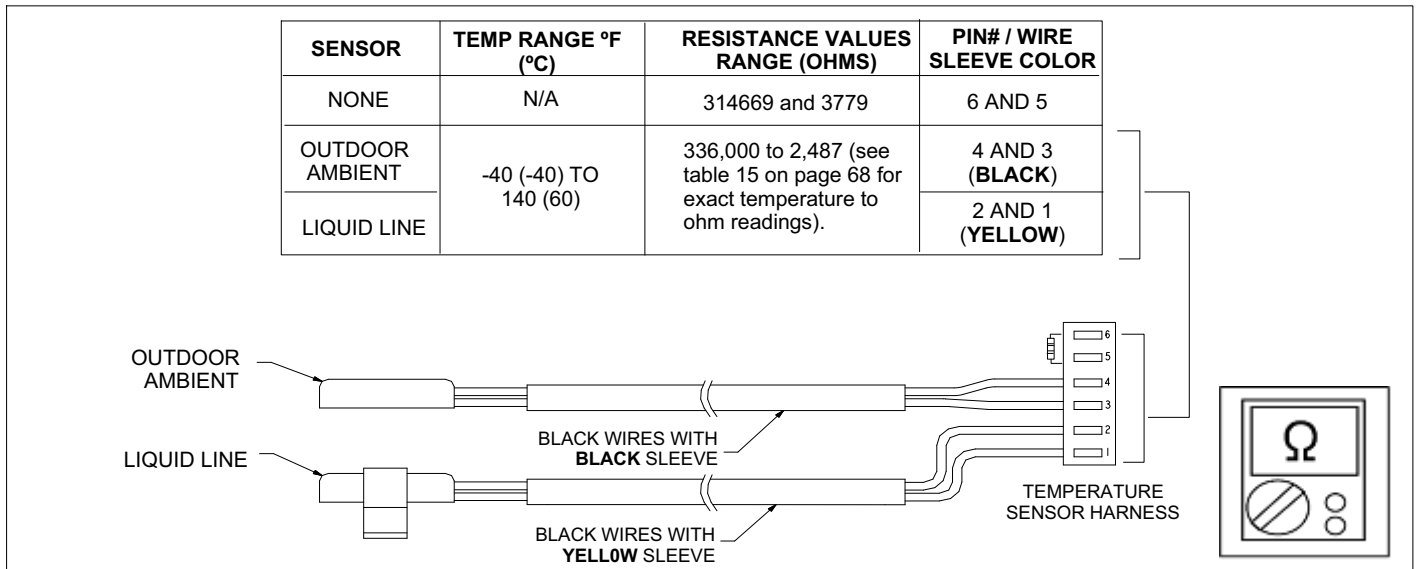 SENSOR
TEMP RANGE ºF
(ºC)
RESISTANCE VALUES
RANGE (OHMS)
PIN# / WIRE
SLEEVE COLOR
NONE
N/A
314669 and 3779
6 AND 5
OUTDOOR
AMBIENT
-40 (-40) TO
140 (60)
336,000 to 2,487 (see
table 15 on page 68 for
exact temperature to
ohm readings).
4 AND 3
(BLACK)
LIQUID LINE
2 AND 1
(YELLOW)
OUTDOOR
AMBIENT
BLACK WIRES WITH
BLACK SLEEVE
LIQUID LINE
BLACK WIRES WITH
YELL0W SLEEVE
6
5
4
3
2
1
TEMPERATURE
SENSOR HARNESS
Ω